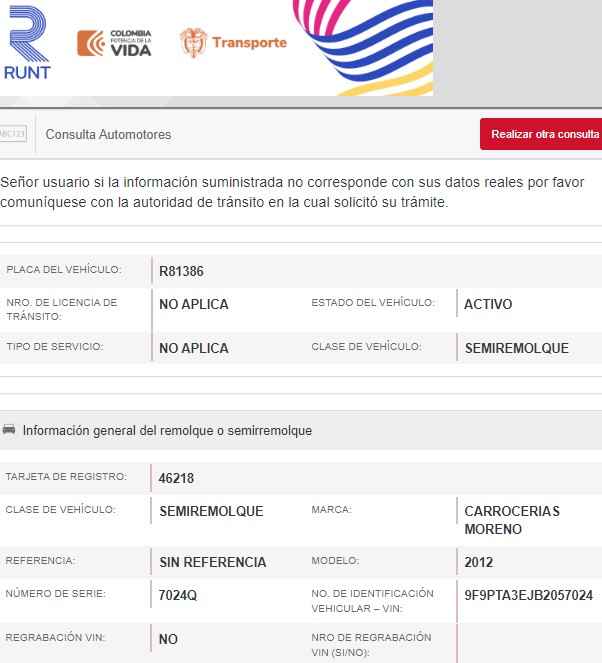 RUNT
COLOMBIA
POTENCIA DE LA
VIDA
Transporte
ABC123
Consulta Automotores
Realizar otra consulta
Señor usuario si la información suministrada no corresponde con sus datos reales por favor
comuníquese con la autoridad de tránsito en la cual solicitó su trámite.
PLACA DEL VEHÍCULO: R81386
NRO. DE LICENCIA DE TRÁNSITO: NO APLICA ESTADO DEL VEHÍCULO: ACTIVO
TIPO DE SERVICIO: NO APLICA CLASE DE VEHÍCULO: SEMIREMOLQUE
Información general del remolque o semirremolque
TARJETA DE REGISTRO: 46218
CLASE DE VEHÍCULO: SEMIREMOLQUE MARCA: CARROCERIAS MORENO
REFERENCIA: SIN REFERENCIA MODELO: 2012
NÚMERO DE SERIE: 7024Q NO. DE IDENTIFICACIÓN VEHICULAR – VIN: 9F9PTA3EJB2057024
REGRABACIÓN VIN: NO NRO DE REGRABACIÓN VIN (SI/NO):